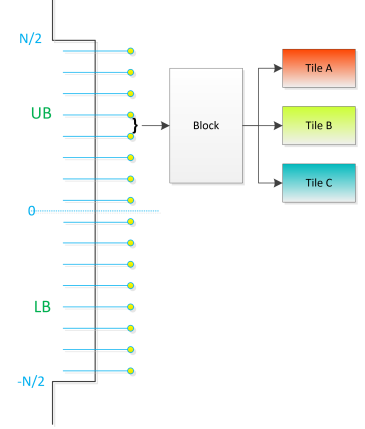 N/2
UB
}
Block
Tile A
Tile B
Tile C
0
LB
-N/2